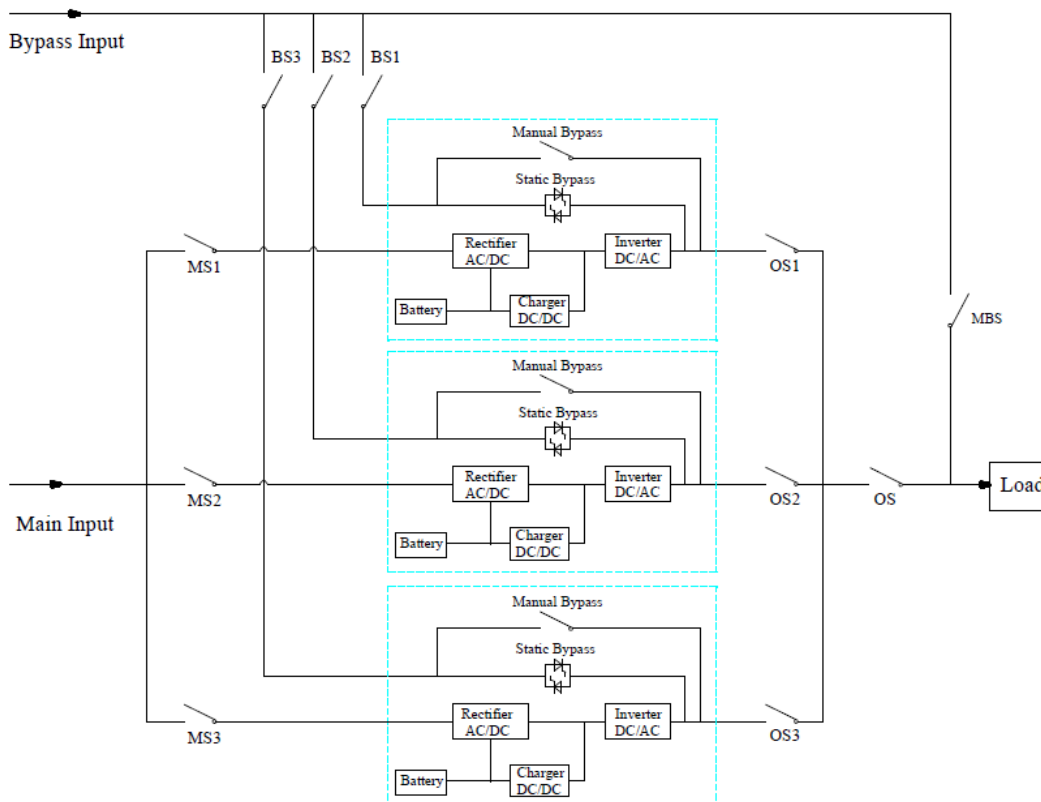 Bypass Input
BS3
BS2
BS1
Manual Bypass
Static Bypass
MS1
Rectifier
AC/DC
Inverter
DC/AC
OS1
Battery
Charger
DC/DC
MBS
Manual Bypass
Static Bypass
Main Input
MS2
Rectifier
AC/DC
Inverter
DC/AC
OS2
OS
Load
Battery
Charger
DC/DC
Manual Bypass
Static Bypass
MS3
Rectifier
AC/DC
Inverter
DC/AC
OS3
Battery
Charger
DC/DC